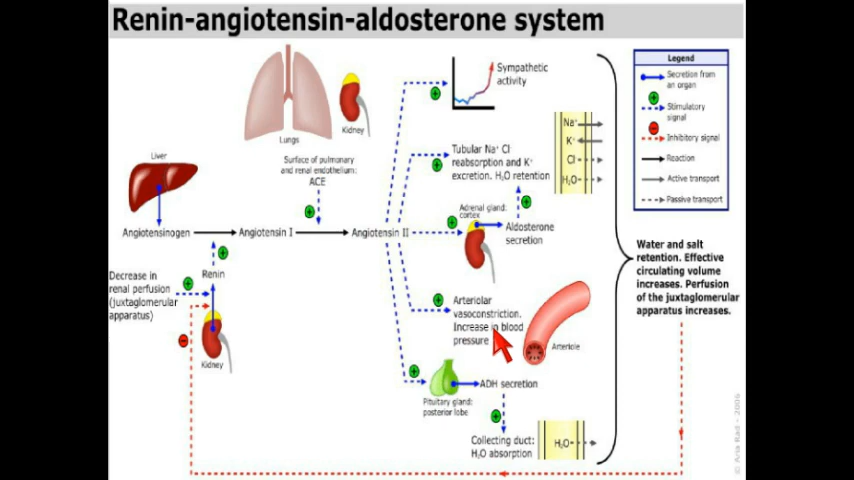 Renin-angiotensin-aldosterone system
Lungs
Kidney
Surface of pulmonary
and renal endothelium:
ACE
Liver
Angiotensinogen
Angiotensin I
Angiotensin II
Decrease in
renal perfusion
(juxtaglomerular
apparatus)
Renin
Kidney
Sympathetic
activity
Tubular Na⁺ Cl
reabsorption and K⁺
excretion. H₂O retention
Na⁺
K⁺
Cl⁻
H₂O
Adrenal gland:
cortex
Aldosterone
secretion
Arteriolar
vasoconstriction.
Increase in blood
pressure
Arteriole
Pituitary gland:
posterior lobe
ADH secretion
Collecting duct:
H₂O absorption
H₂O
Water and salt
retention. Effective
circulating volume
increases. Perfusion
of the juxtaglomerular
apparatus increases.
Legend
Secretion from
an organ
Stimulatory
signal
Inhibitory signal
Reaction
Active transport
Passive transport
© Aria Rad - 2006